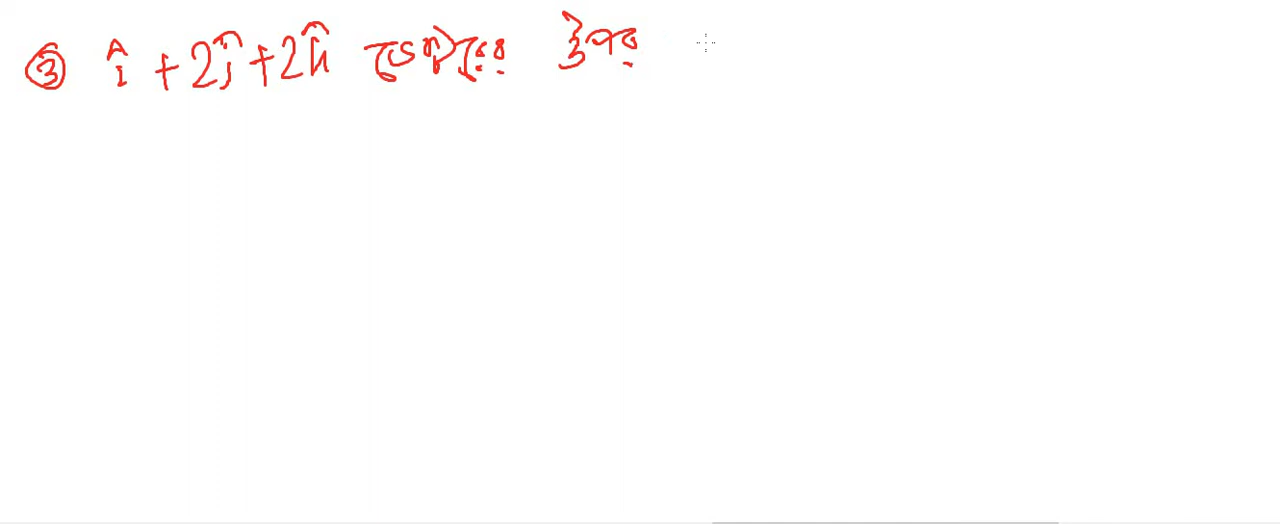 ③ î + 2ĵ + 2k̂ ভেক্টরের উপর